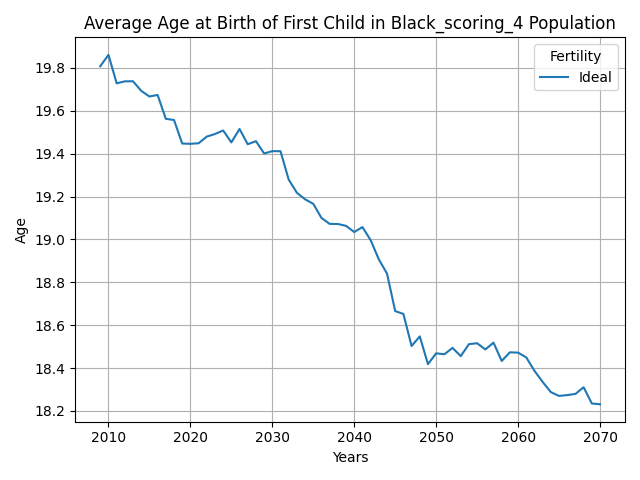 Average Age at Birth of First Child in Black_scoring_4 Population
Fertility
Ideal
19.8
19.6
19.4
19.2
19.0
18.8
18.6
18.4
18.2
Age
2010 2020 2030 2040 2050 2060 2070
Years